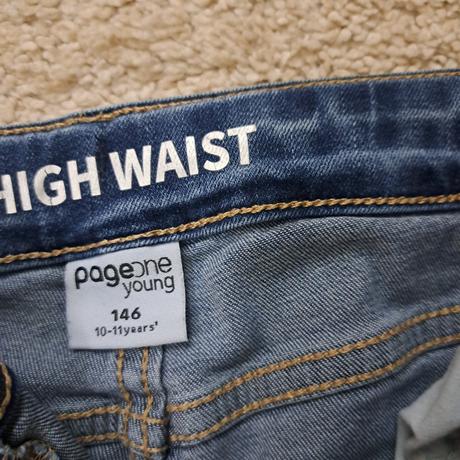 HIGH WAIST
pageone
young
146
10-11years'